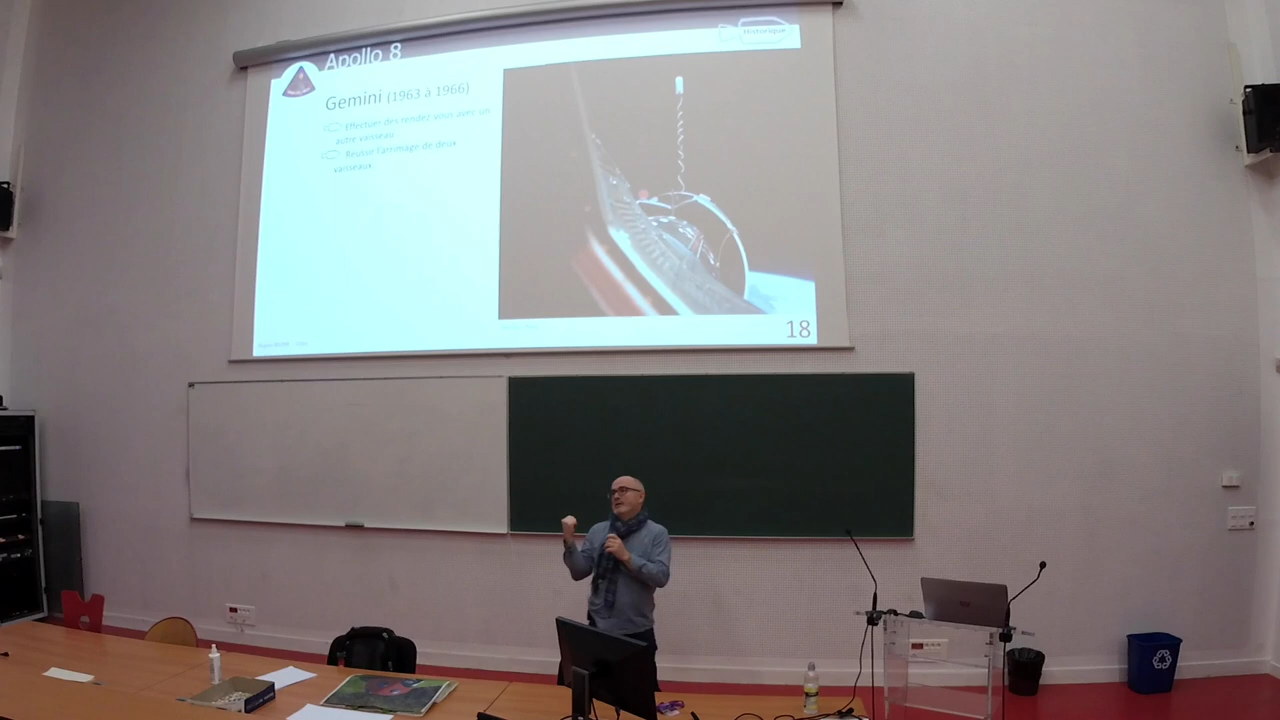 Apollo 8
Historique
Gemini (1963 à 1966)
Effectuer des rendez-vous avec un
autre vaisseau
Réussir l'arrimage de deux
vaisseaux.
18